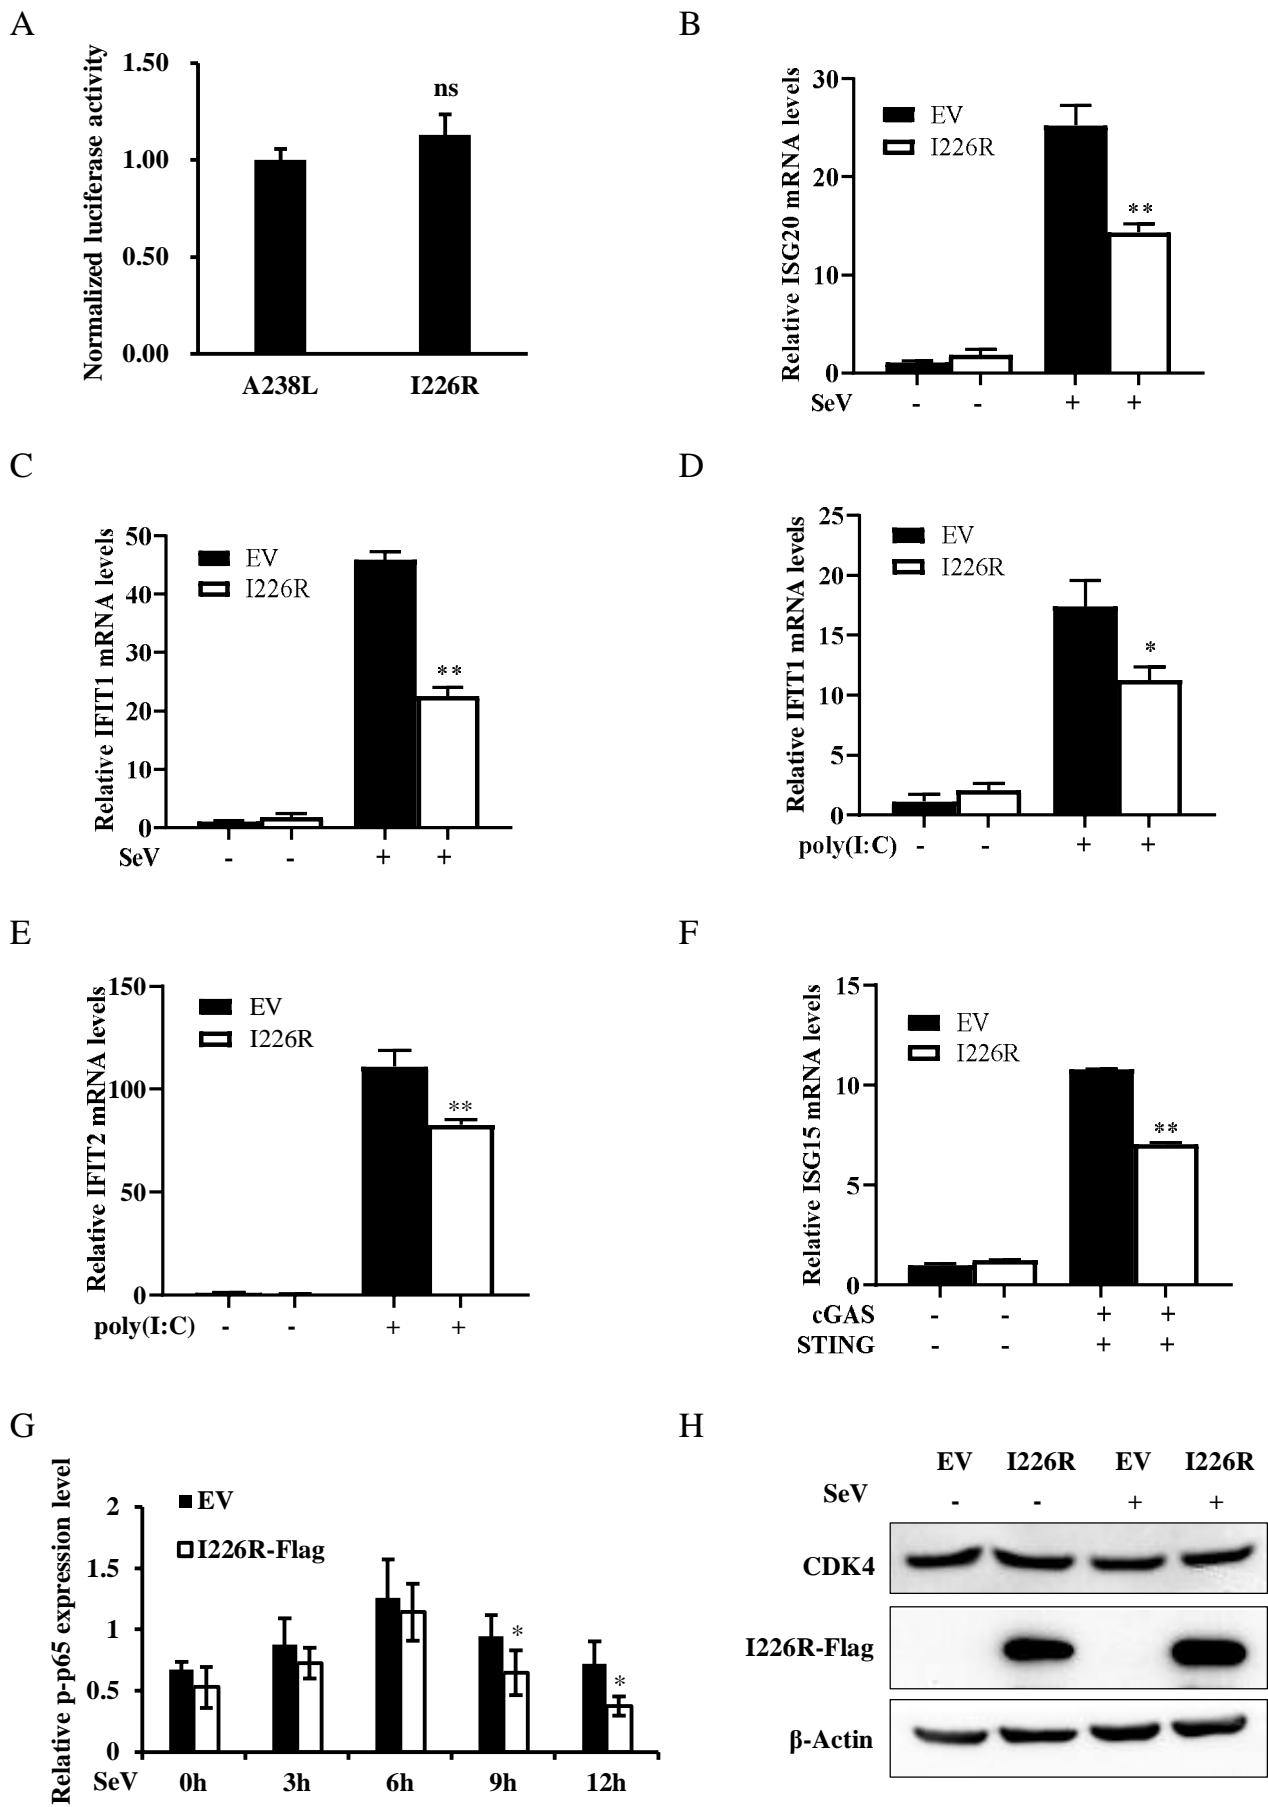 A
Normalized luciferase activity
1.50
1.00
0.50
0.00
ns
A238L I226R
B
Relative ISG20 mRNA levels
30
20
10
0
EV
I226R
**
SeV - - + +
C
Relative IFIT1 mRNA levels
50
40
30
20
10
0
EV
I226R
**
SeV - - + +
D
Relative IFIT1 mRNA levels
25
20
15
10
5
0
EV
I226R
*
poly(I:C) - - + +
E
Relative IFIT2 mRNA levels
150
100
50
0
EV
I226R
**
poly(I:C) - - + +
F
Relative ISG15 mRNA levels
15
10
5
0
EV
I226R
**
cGAS - - + +
STING - - + +
G
Relative p-p65 expression level
2
1.5
1
0.5
0
EV
I226R-Flag
*
*
SeV 0h 3h 6h 9h 12h
H
EV I226R EV I226R
SeV - - + +
CDK4
I226R-Flag
β-Actin